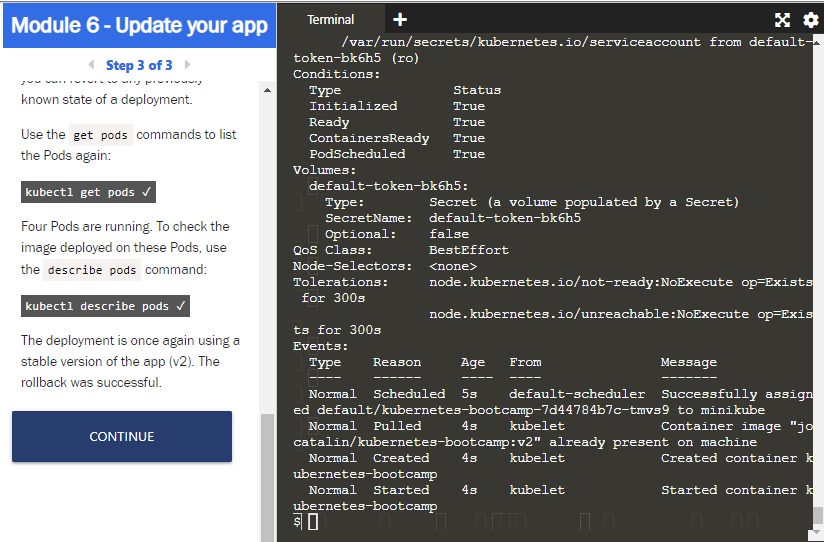 Module 6 - Update your app
Step 3 of 3
you can revert to any previously
known state of a deployment.
Use the get pods commands to list
the Pods again:
kubectl get pods ✓
Four Pods are running. To check the
image deployed on these Pods, use
the describe pods command:
kubectl describe pods ✓
The deployment is once again using a
stable version of the app (v2). The
rollback was successful.
CONTINUE
Terminal
/var/run/secrets/kubernetes.io/serviceaccount from default-
token-bk6h5 (ro)
Conditions:
Type Status
Initialized True
Ready True
ContainersReady True
PodScheduled True
Volumes:
default-token-bk6h5:
Type: Secret (a volume populated by a Secret)
SecretName: default-token-bk6h5
Optional: false
QoS Class: BestEffort
Node-Selectors: <none>
Tolerations: node.kubernetes.io/not-ready:NoExecute op=Exists
for 300s
node.kubernetes.io/unreachable:NoExecute op=Exis
ts for 300s
Events:
Type Reason Age From Message
---- ------ ---- ---- -------
Normal Scheduled 5s default-scheduler Successfully assign
ed default/kubernetes-bootcamp-7d44784b7c-tmvs9 to minikube
Normal Pulled 4s kubelet Container image "jo
catalin/kubernetes-bootcamp:v2" already present on machine
Normal Created 4s kubelet Created container k
ubernetes-bootcamp
Normal Started 4s kubelet Started container k
ubernetes-bootcamp
$